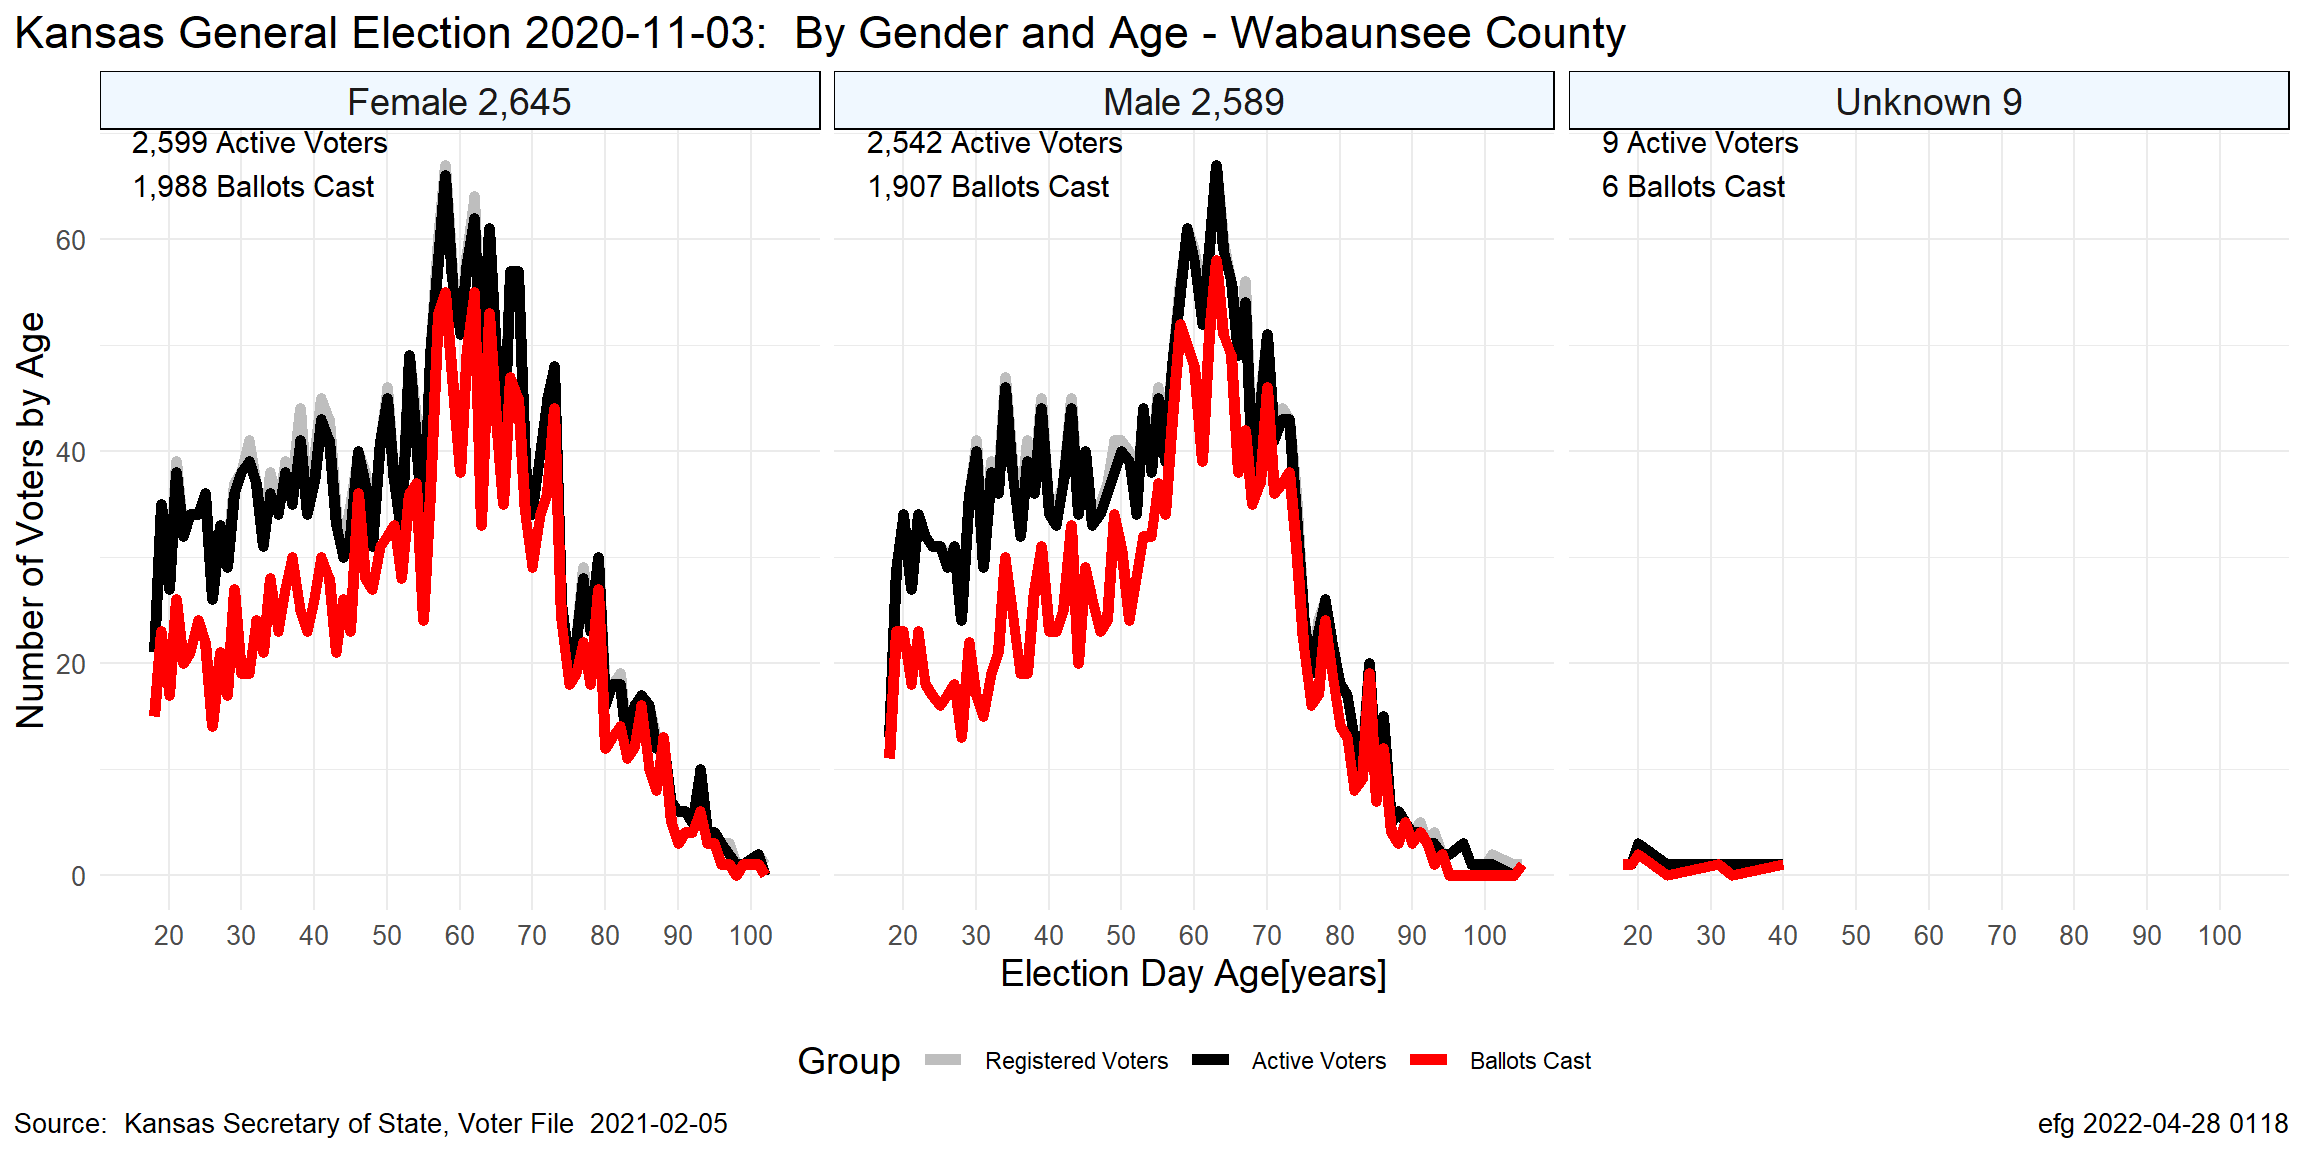 Kansas General Election 2020-11-03:  By Gender and Age - Wabaunsee County
Female 2,645
Male 2,589
Unknown 9
2,599 Active Voters
1,988 Ballots Cast
2,542 Active Voters
1,907 Ballots Cast
9 Active Voters
6 Ballots Cast
Number of Voters by Age
60
40
20
0
20 30 40 50 60 70 80 90 100
20 30 40 50 60 70 80 90 100
20 30 40 50 60 70 80 90 100
Election Day Age[years]
Group Registered Voters Active Voters Ballots Cast
Source:  Kansas Secretary of State, Voter File  2021-02-05
efg 2022-04-28 0118